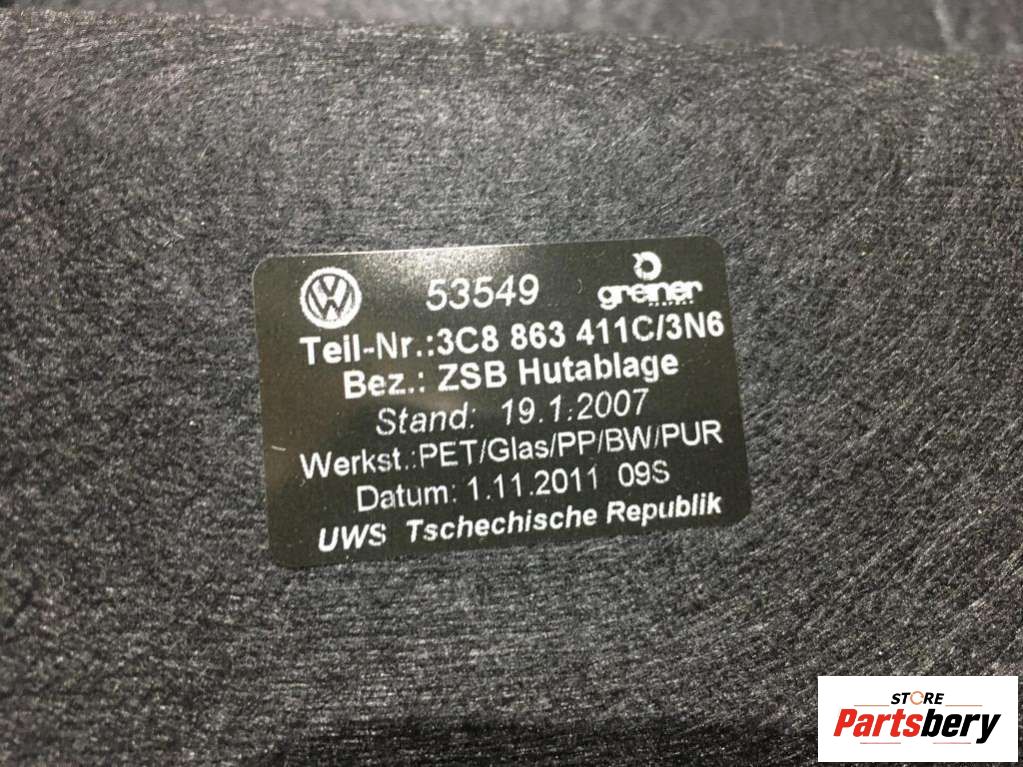 53549 greiner
Teil-Nr.:3C8 863 411C/3N6
Bez.: ZSB Hutablage
Stand: 19.1.2007
Werkst.:PET/Glas/PP/BW/PUR
Datum: 1.11.2011 09S
UWS Tschechische Republik
STORE
Partsbery